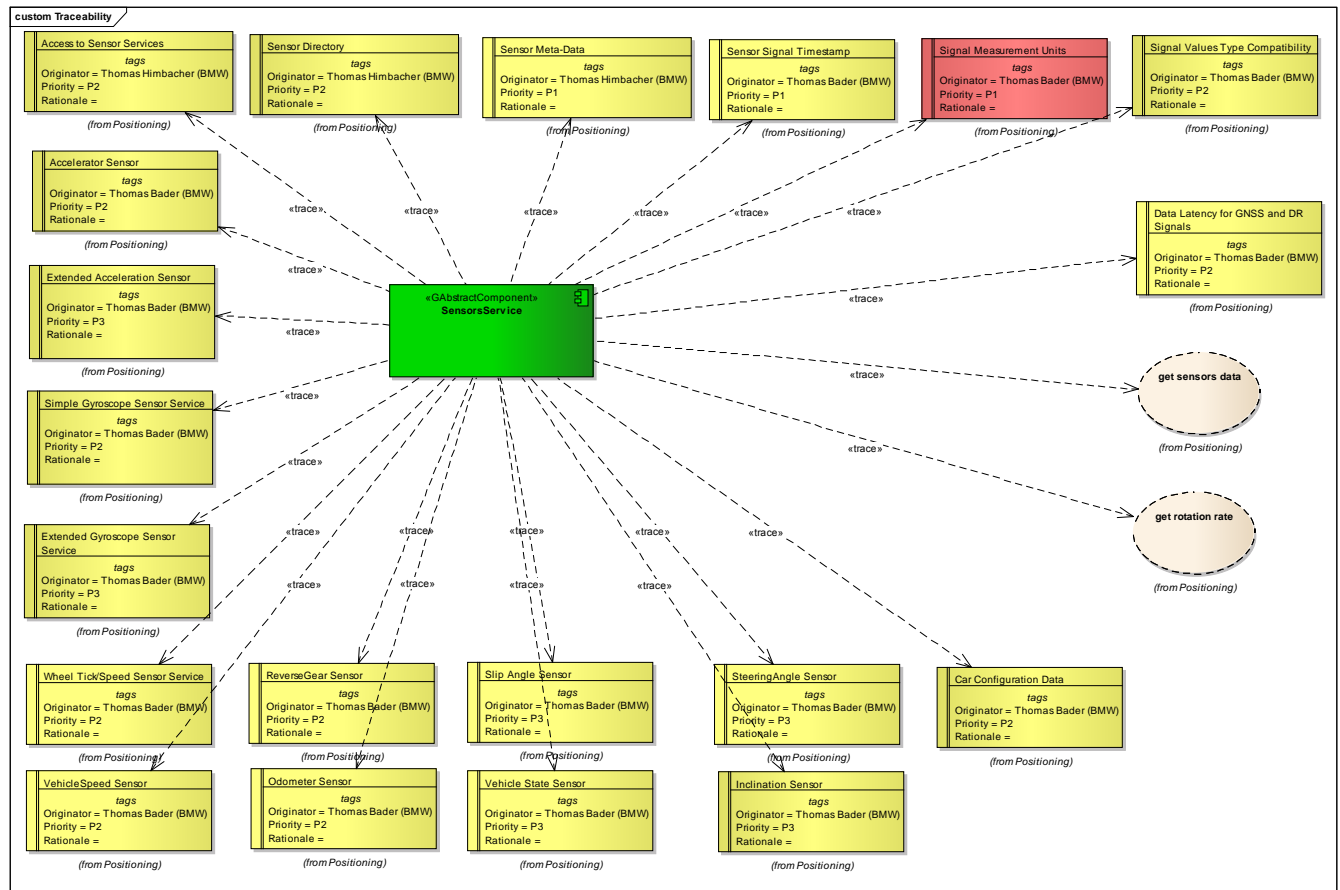 custom Traceability
Access to Sensor Services
tags
Originator = Thomas Himbacher (BMW)
Priority = P2
Rationale =
(from Positioning)
Sensor Directory
tags
Originator = Thomas Himbacher (BMW)
Priority = P2
Rationale =
(from Positioning)
Sensor Meta-Data
tags
Originator = Thomas Himbacher (BMW)
Priority = P1
Rationale =
(from Positioning)
Sensor Signal Timestamp
tags
Originator = Thomas Bader (BMW)
Priority = P1
Rationale =
(from Positioning)
Signal Measurement Units
tags
Originator = Thomas Bader (BMW)
Priority = P1
Rationale =
(from Positioning)
Signal Values Type Compatibility
tags
Originator = Thomas Bader (BMW)
Priority = P2
Rationale =
(from Positioning)
Accelerator Sensor
tags
Originator = Thomas Bader (BMW)
Priority = P2
Rationale =
(from Positioning)
«trace»
«trace»
«trace»
«trace»
«trace»
«trace»
Data Latency for GNSS and DR
Signals
tags
Originator = Thomas Bader (BMW)
Priority = P2
Rationale =
(from Positioning)
Extended Acceleration Sensor
tags
Originator = Thomas Bader (BMW)
Priority = P3
Rationale =
(from Positioning)
«trace»
«trace»
«GAbstractComponent»
SensorsService
«trace»
«trace»
get sensors data
(from Positioning)
Simple Gyroscope Sensor Service
tags
Originator = Thomas Bader (BMW)
Priority = P2
Rationale =
(from Positioning)
«trace»
«trace»
«trace»
get rotation rate
(from Positioning)
Extended Gyroscope Sensor
Service
tags
Originator = Thomas Bader (BMW)
Priority = P3
Rationale =
(from Positioning)
«trace»
«trace»
«trace»
«trace»
«trace»
«trace»
«trace»
«trace»
«trace»
Wheel Tick/Speed Sensor Service
tags
Originator = Thomas Bader (BMW)
Priority = P2
Rationale =
(from Positioning)
ReverseGear Sensor
tags
Originator = Thomas Bader (BMW)
Priority = P2
Rationale =
(from Positioning)
Slip Angle Sensor
tags
Originator = Thomas Bader (BMW)
Priority = P3
Rationale =
(from Positioning)
SteeringAngle Sensor
tags
Originator = Thomas Bader (BMW)
Priority = P3
Rationale =
(from Positioning)
Car Configuration Data
tags
Originator = Thomas Bader (BMW)
Priority = P2
Rationale =
(from Positioning)
VehicleSpeed Sensor
tags
Originator = Thomas Bader (BMW)
Priority = P2
Rationale =
(from Positioning)
Odometer Sensor
tags
Originator = Thomas Bader (BMW)
Priority = P2
Rationale =
(from Positioning)
Vehicle State Sensor
tags
Originator = Thomas Bader (BMW)
Priority = P3
Rationale =
(from Positioning)
Inclination Sensor
tags
Originator = Thomas Bader (BMW)
Priority = P3
Rationale =
(from Positioning)